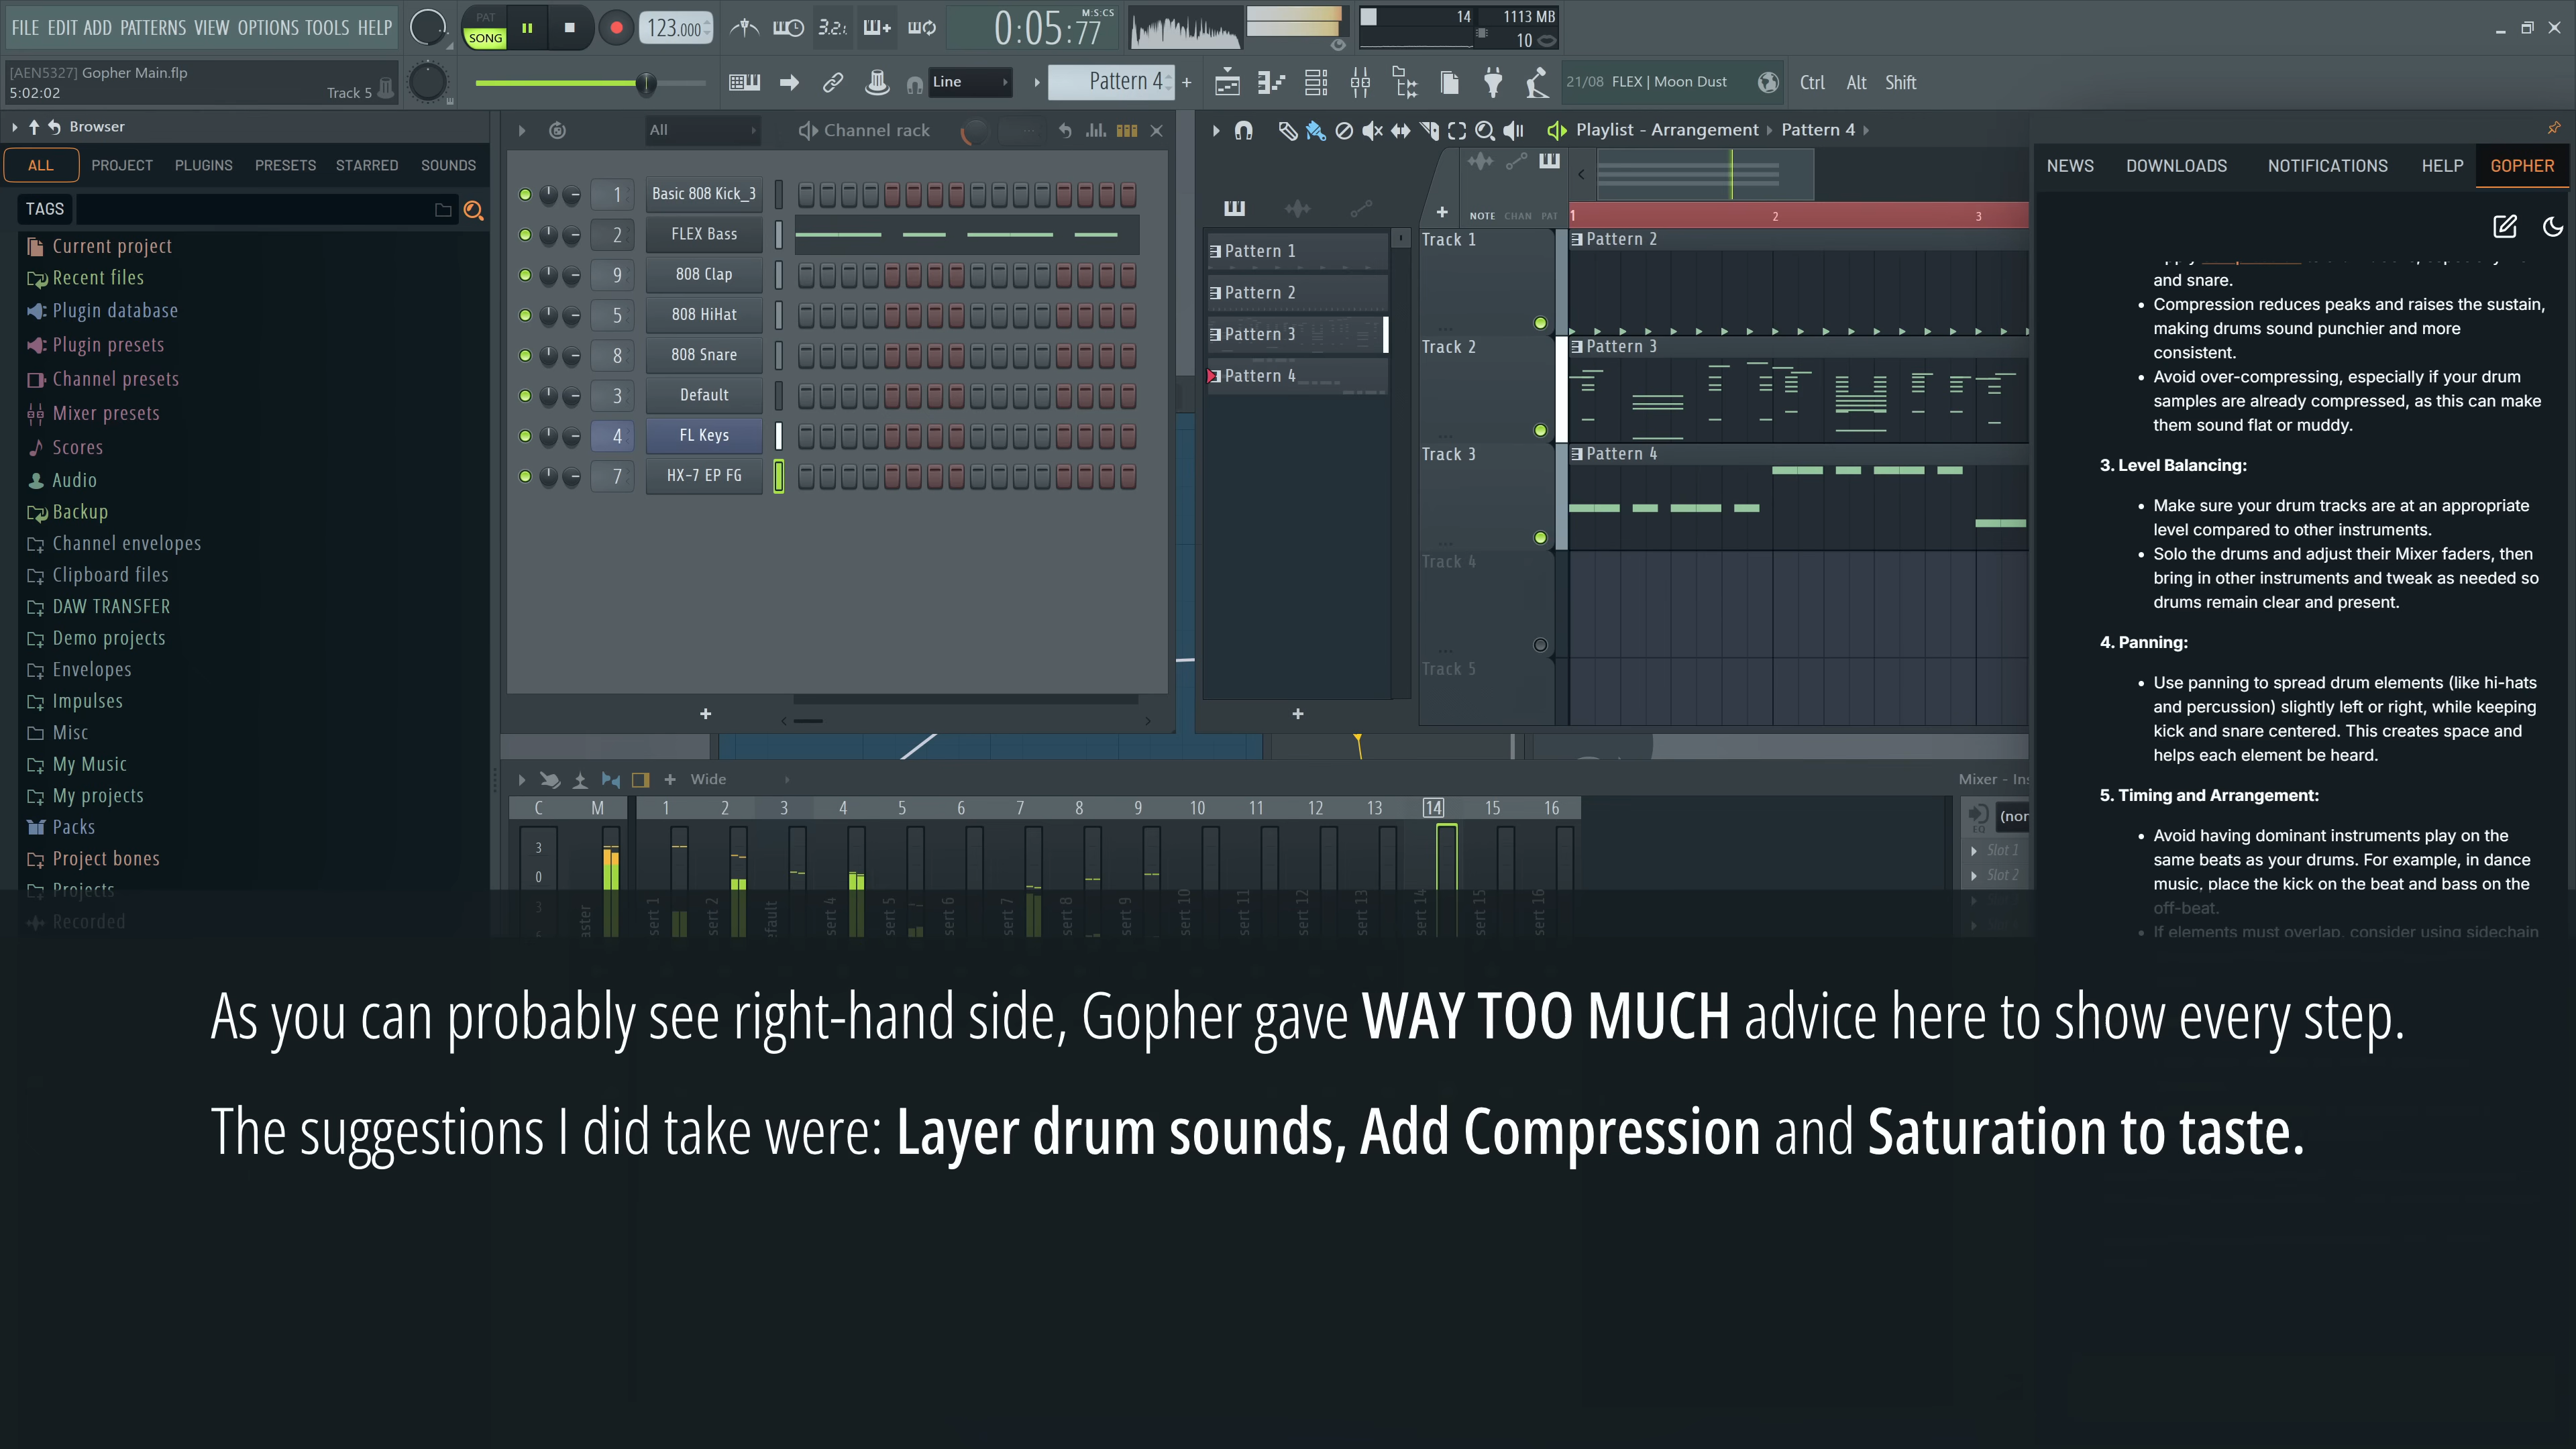 FILE EDIT ADD PATTERNS VIEW OPTIONS TOOLS HELP
PAT
SONG
123.000
3.2.
M:S:CS
0:05:77
14
1113 MB
10
[AEN5327] Gopher Main.flp
5:02:02
Track 5
Line
Pattern 4
21/08 FLEX | Moon Dust
Ctrl Alt Shift
Browser
ALL PROJECT PLUGINS PRESETS STARRED SOUNDS
TAGS
Current project
Recent files
Plugin database
Plugin presets
Channel presets
Mixer presets
Scores
Audio
Backup
Channel envelopes
Clipboard files
DAW TRANSFER
Demo projects
Envelopes
Impulses
Misc
My Music
My projects
Packs
Project bones
Projects
Recorded
All
Channel rack
1 Basic 808 Kick_3
2 FLEX Bass
9 808 Clap
5 808 HiHat
8 808 Snare
3 Default
4 FL Keys
7 HX-7 EP FG
Playlist - Arrangement Pattern 4
NOTE CHAN PAT
1 2 3
Pattern 1
Pattern 2
Pattern 3
Pattern 4
Track 1 Pattern 2
Track 2 Pattern 3
Track 3 Pattern 4
Track 4
Track 5
NEWS DOWNLOADS NOTIFICATIONS HELP GOPHER
and snare.
• Compression reduces peaks and raises the sustain,
making drums sound punchier and more
consistent.
• Avoid over-compressing, especially if your drum
samples are already compressed, as this can make
them sound flat or muddy.
3. Level Balancing:
• Make sure your drum tracks are at an appropriate
level compared to other instruments.
• Solo the drums and adjust their Mixer faders, then
bring in other instruments and tweak as needed so
drums remain clear and present.
4. Panning:
• Use panning to spread drum elements (like hi-hats
and percussion) slightly left or right, while keeping
kick and snare centered. This creates space and
helps each element be heard.
5. Timing and Arrangement:
• Avoid having dominant instruments play on the
same beats as your drums. For example, in dance
music, place the kick on the beat and bass on the
off-beat.
• If elements must overlap, consider using sidechain
Wide
Mixer - Ins
C M 1 2 3 4 5 6 7 8 9 10 11 12 13 14 15 16
3
0
3
EQ
(nor
Slot 1
Slot 2
As you can probably see right-hand side, Gopher gave WAY TOO MUCH advice here to show every step.
The suggestions I did take were: Layer drum sounds, Add Compression and Saturation to taste.